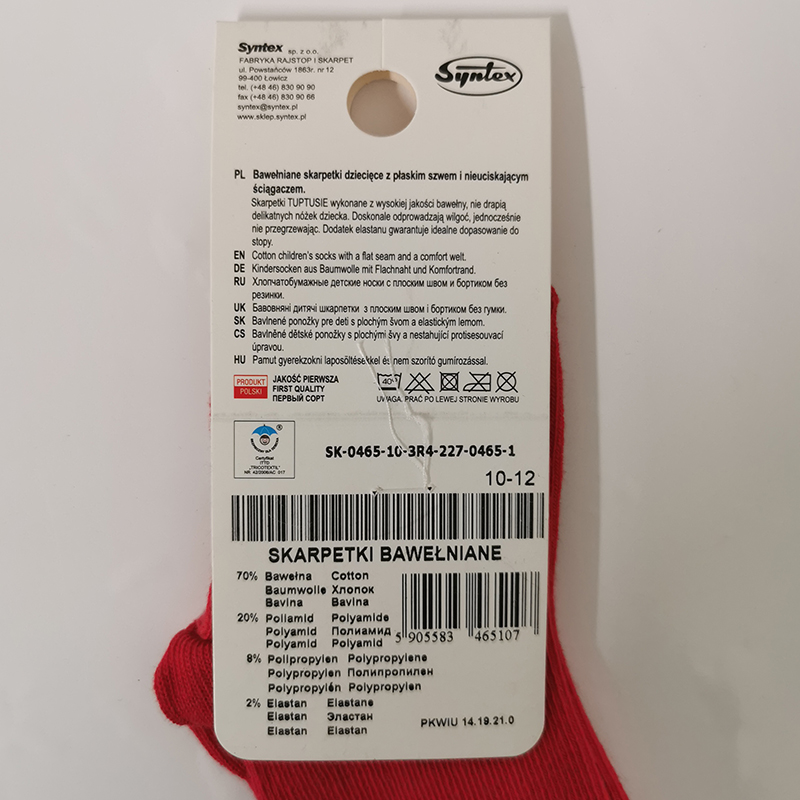 Syntex sp. z o.o.
FABRYKA RAJSTOP I SKARPET
ul. Powstańców 1863r. nr 12
99-400 Łowicz
tel. (+48 46) 830 90 90
fax (+48 46) 830 90 66
syntex@syntex.pl
www.sklep.syntex.pl
Syntex
PL Bawełniane skarpetki dziecięce z płaskim szwem i nieuciskającym
ściągaczem.
Skarpetki TUPTUSIE wykonane z wysokiej jakości bawełny, nie drapią
delikatnych nóżek dziecka. Doskonale odprowadzają wilgoć, jednocześnie
nie przegrzewając. Dodatek elastanu gwarantuje idealne dopasowanie do
stopy.
EN Cotton children's socks with a flat seam and a comfort welt.
DE Kindersocken aus Baumwolle mit Flachnaht und Komfortrand.
RU Хлопчатобумажные детские носки с плоским швом и бортиком без
резинки.
UK Бавовняні дитячі шкарпетки з плоским швом і бортиком без гумки.
SK Bavlnené ponožky pre deti s plochým švom a elastickým lemom.
CS Bavlněné dětské ponožky s plochými švy a nestahující protisesouvací
úpravou.
HU Pamut gyerekzokni laposöltésekkel és nem szorító gumírozással.
PRODUKT
POLSKI
JAKOŚĆ PIERWSZA
FIRST QUALITY
ПЕРВЫЙ СОРТ
40°
UWAGA. PRAĆ PO LEWEJ STRONIE WYROBU
Certyfikat
ITTD
„TRICOTEXTIL"
NR 42/2006/AC 017
SK-0465-10-3R4-227-0465-1
10-12
SKARPETKI BAWEŁNIANE
70% Bawełna Cotton
Baumwolle Хлопок
Bavlna Bavlna
20% Poliamid Polyamide
Polyamid Полиамид
Polyamid Polyamid
5 905583 465107
8% Polipropylen Polypropylene
Polypropylen Полипропилен
Polypropylén Polypropylen
2% Elastan Elastane
Elastan Эластан
Elastan Elastan
PKWIU 14.19.21.0